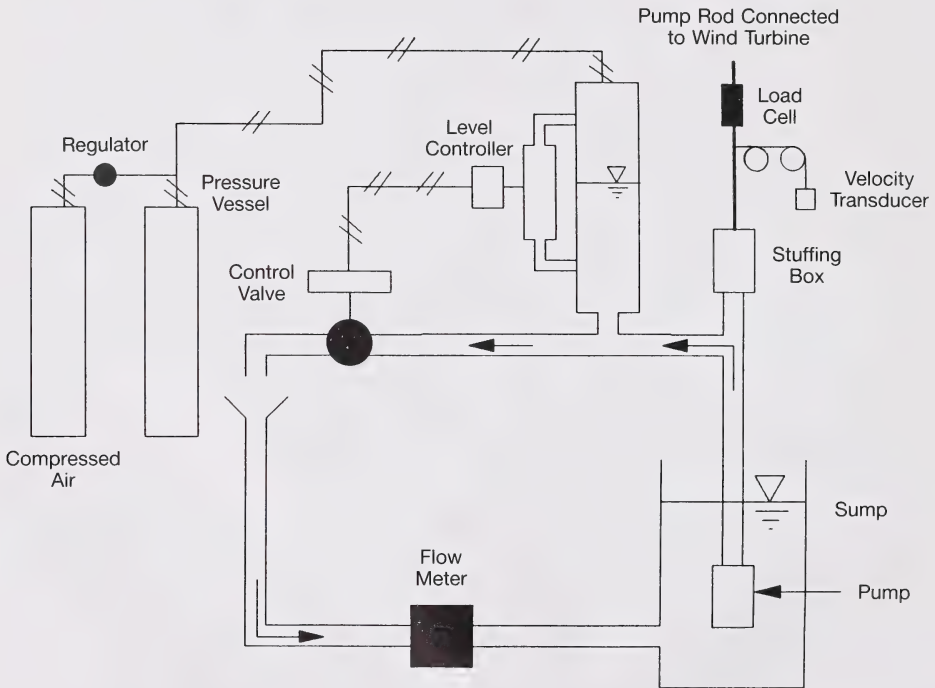 Pump Rod Connected
to Wind Turbine
Load
Cell
Level
Controller
Regulator
Pressure
Vessel
Velocity
Transducer
Stuffing
Box
Control
Valve
Compressed
Air
Sump
Flow
Meter
Pump